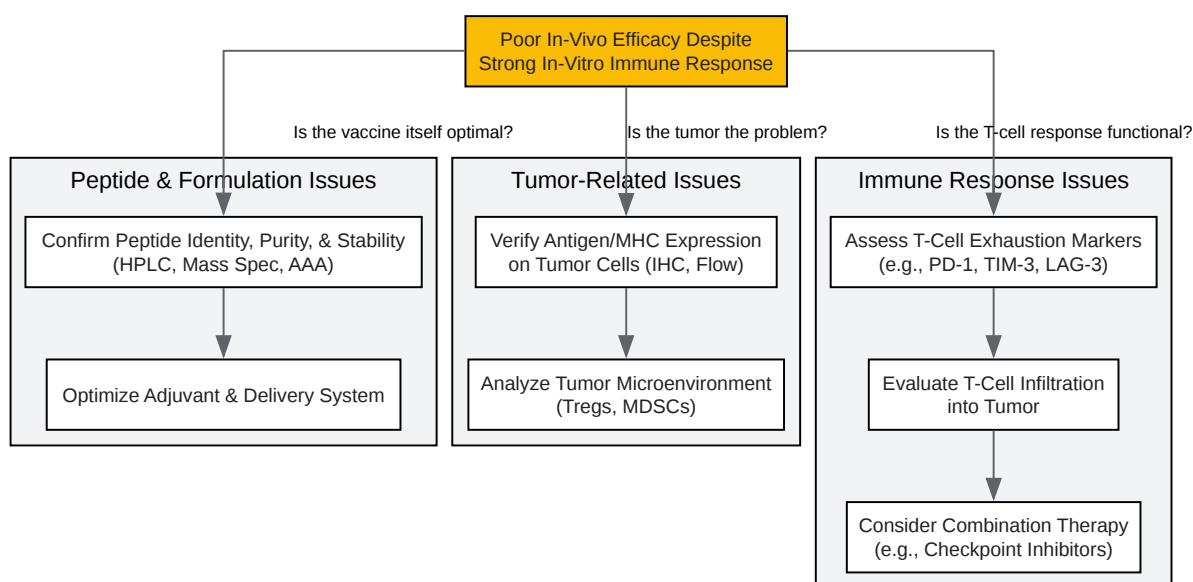 Poor In-Vivo Efficacy Despite
Strong In-Vitro Immune Response
Is the vaccine itself optimal?
Is the tumor the problem?
Is the T-cell response functional?
Peptide & Formulation Issues
Confirm Peptide Identity, Purity, & Stability
(HPLC, Mass Spec, AAA)
Optimize Adjuvant & Delivery System
Tumor-Related Issues
Verify Antigen/MHC Expression
on Tumor Cells (IHC, Flow)
Analyze Tumor Microenvironment
(Tregs, MDSCs)
Immune Response Issues
Assess T-Cell Exhaustion Markers
(e.g., PD-1, TIM-3, LAG-3)
Evaluate T-Cell Infiltration
into Tumor
Consider Combination Therapy
(e.g., Checkpoint Inhibitors)